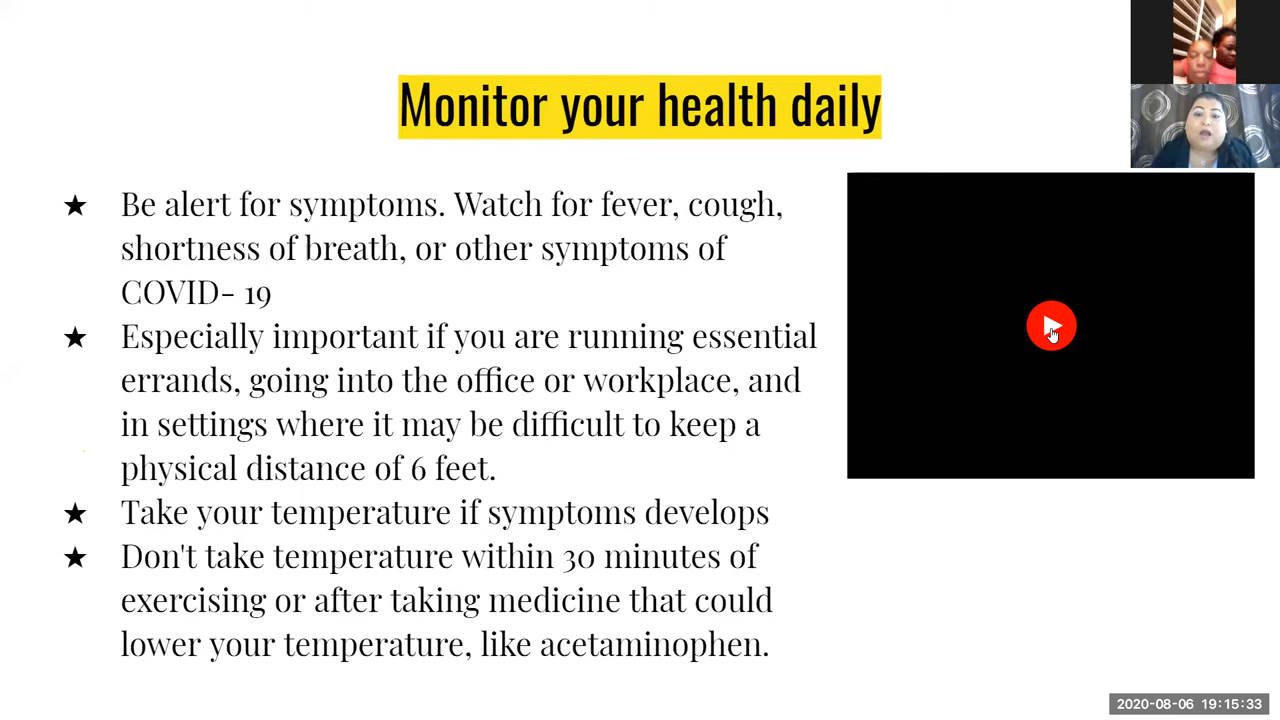 Monitor your health daily
★ Be alert for symptoms. Watch for fever, cough,
shortness of breath, or other symptoms of
COVID- 19
★ Especially important if you are running essential
errands, going into the office or workplace, and
in settings where it may be difficult to keep a
physical distance of 6 feet.
★ Take your temperature if symptoms develops
★ Don't take temperature within 30 minutes of
exercising or after taking medicine that could
lower your temperature, like acetaminophen.
2020-08-06 19:15:33